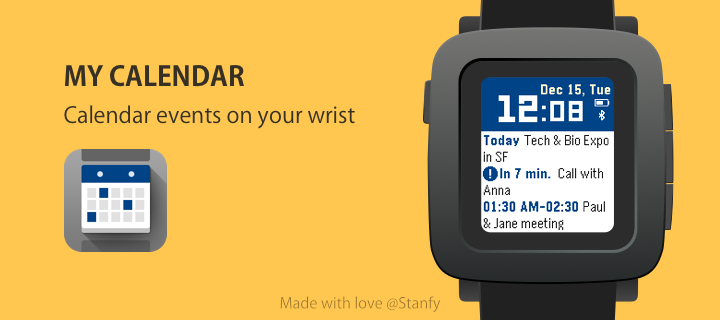 MY CALENDAR
Calendar events on your wrist
Dec 15, Tue
12:08
Today Tech & Bio Expo
in SF
! In 7 min. Call with
Anna
01:30 AM-02:30 Paul
& Jane meeting
Made with love @Stanfy